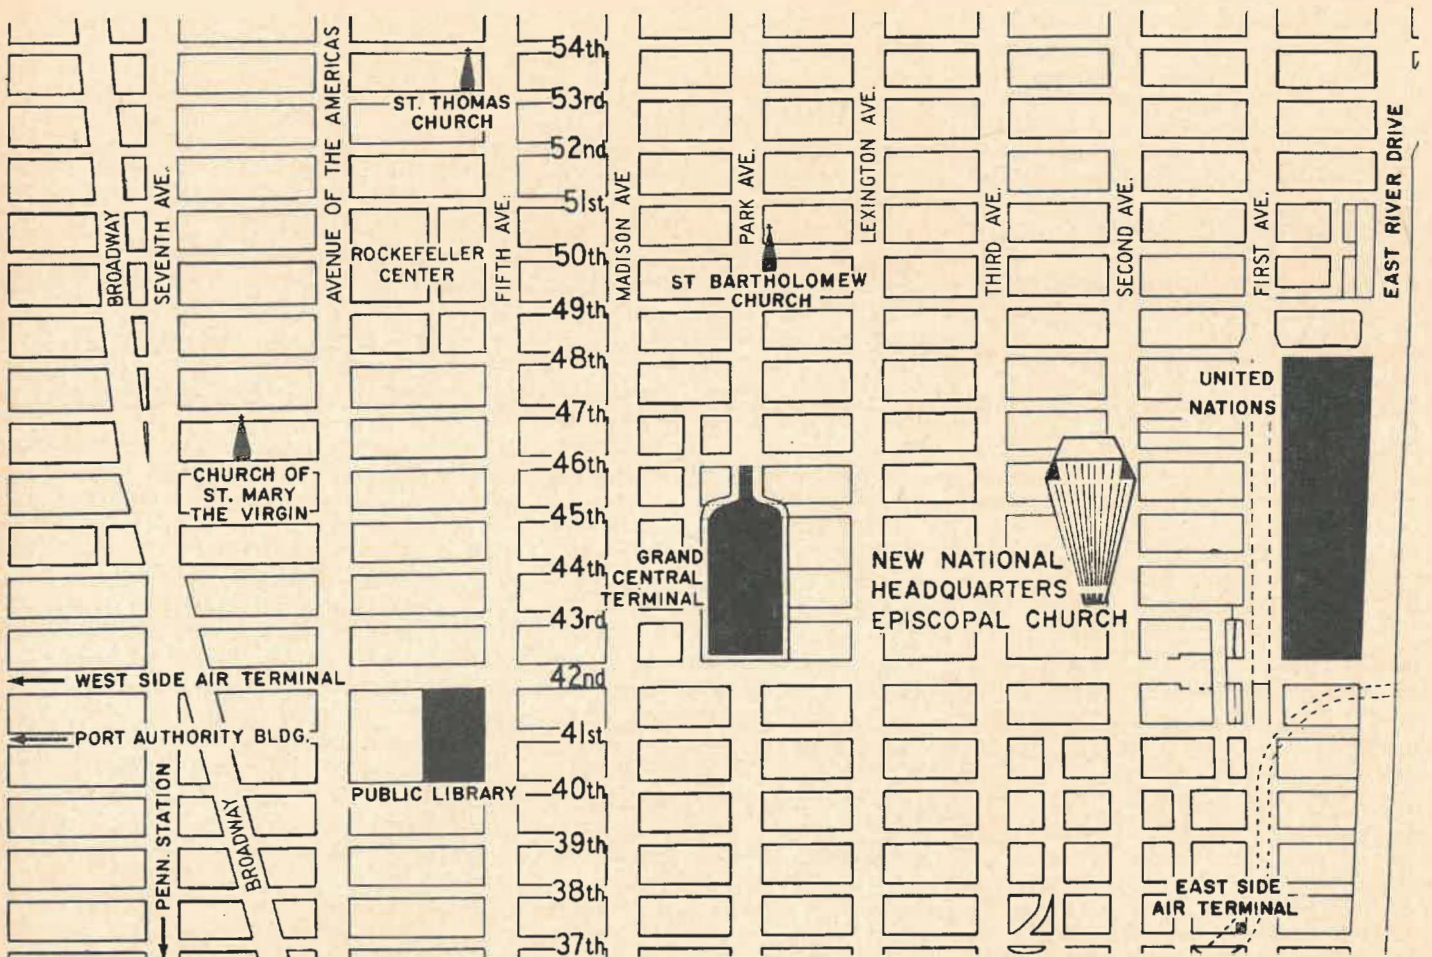 54th
ST. THOMAS
CHURCH
53rd
52nd
51st
50th
49th
48th
47th
46th
45th
44th
43rd
42nd
41st
40th
39th
38th
37th
BROADWAY
SEVENTH AVE.
AVENUE OF THE AMERICAS
FIFTH AVE.
MADISON AVE
PARK AVE.
LEXINGTON AVE.
THIRD AVE.
SECOND AVE.
FIRST AVE.
EAST RIVER DRIVE
ROCKEFELLER
CENTER
ST BARTHOLOMEW
CHURCH
UNITED
NATIONS
CHURCH OF
ST. MARY
THE VIRGIN
GRAND
CENTRAL
TERMINAL
NEW NATIONAL
HEADQUARTERS
EPISCOPAL CHURCH
WEST SIDE AIR TERMINAL
PORT AUTHORITY BLDG.
PUBLIC LIBRARY
PENN. STATION
BROADWAY
EAST SIDE
AIR TERMINAL